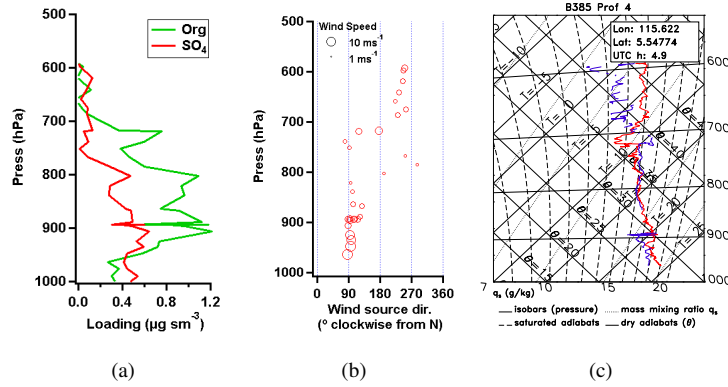 500
600
700
800
900
1000
Press (hPa)
Org
SO4
0.0
0.4
0.8
1.2
Loading (µg sm-3)
(a)
500
600
700
800
900
1000
Press (hPa)
Wind Speed
10 ms-1
1 ms-1
0
90
180
270
360
Wind source dir.
(º clockwise from N)
(b)
B385 Prof 4
Lon: 115.622
Lat: 5.54774
UTC h: 4.9
600
700
800
900
1000
7
10
15
20
qs (g/kg)
isobars (pressure)
mass mixing ratio qs
saturated adiabats
dry adiabats (θ)
(c)